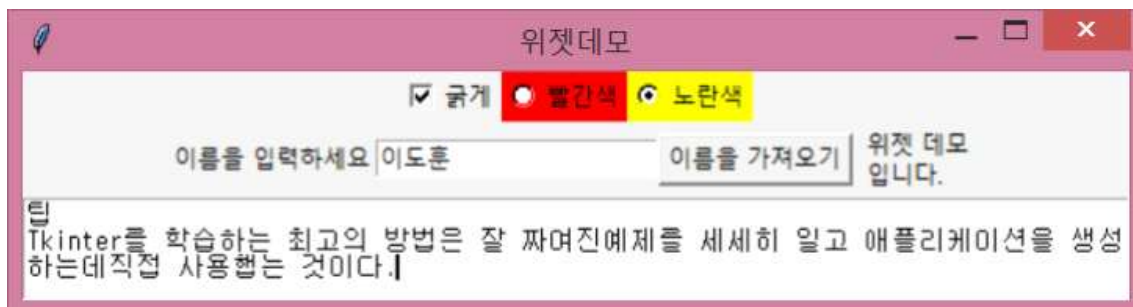 위젯데모
굵게 빨간색 노란색
이름을 입력하세요 이도훈 이름을 가져오기 위젯 데모
입니다.
팁
Tkinter를 학습하는 최고의 방법은 잘 짜여진예제를 세세히 일고 애플리케이션을 생성
하는데직접 사용햅는 것이다.